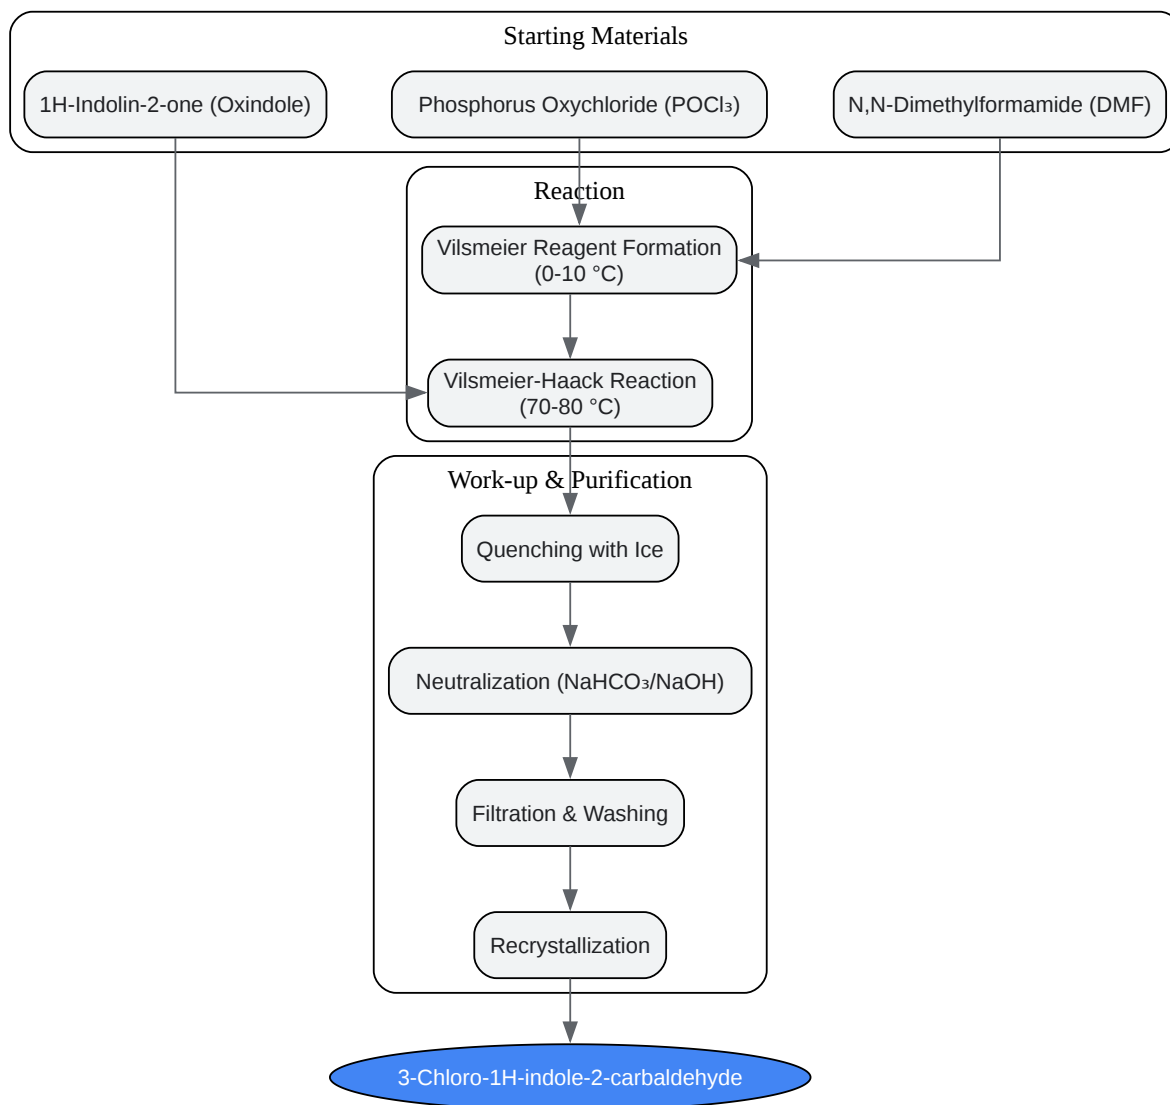 Starting Materials
1H-Indolin-2-one (Oxindole)
Phosphorus Oxychloride (POCl₃)
N,N-Dimethylformamide (DMF)
Reaction
Vilsmeier Reagent Formation
(0-10 °C)
Vilsmeier-Haack Reaction
(70-80 °C)
Work-up & Purification
Quenching with Ice
Neutralization (NaHCO₃/NaOH)
Filtration & Washing
Recrystallization
3-Chloro-1H-indole-2-carbaldehyde